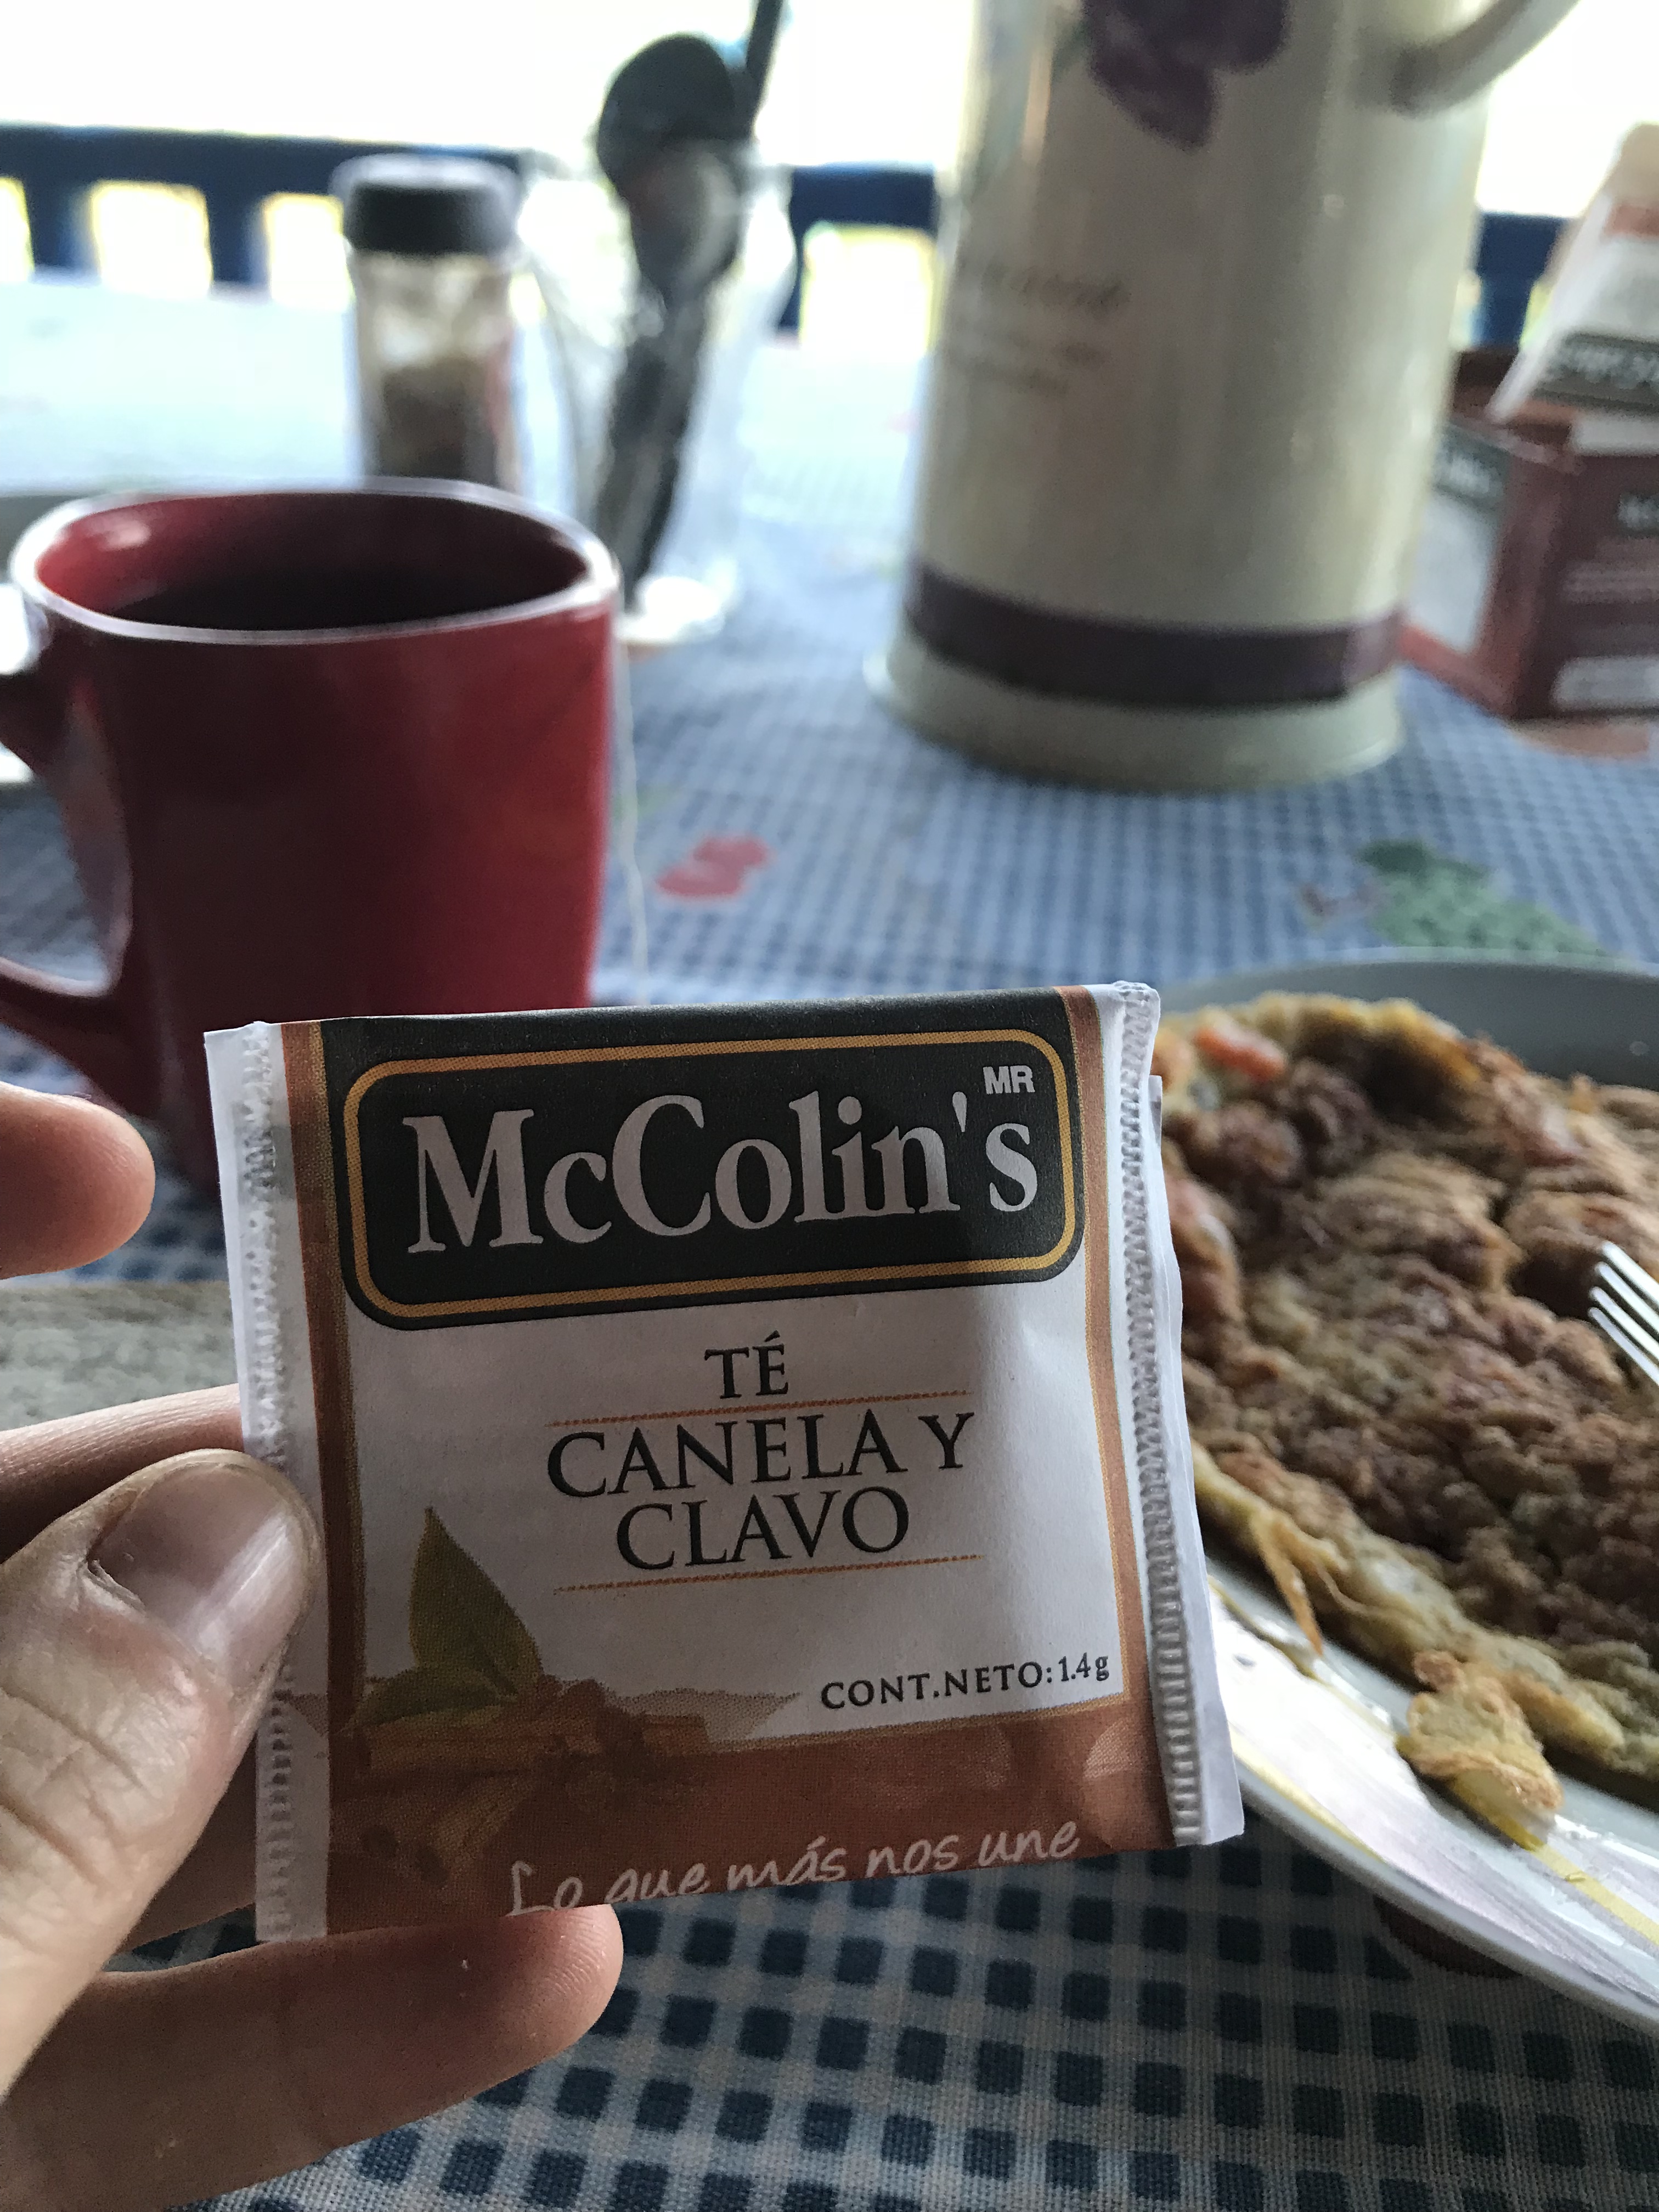 McColin's MR
TÉ
CANELA Y
CLAVO
CONT.NETO: 1.4g
Lo que más nos une